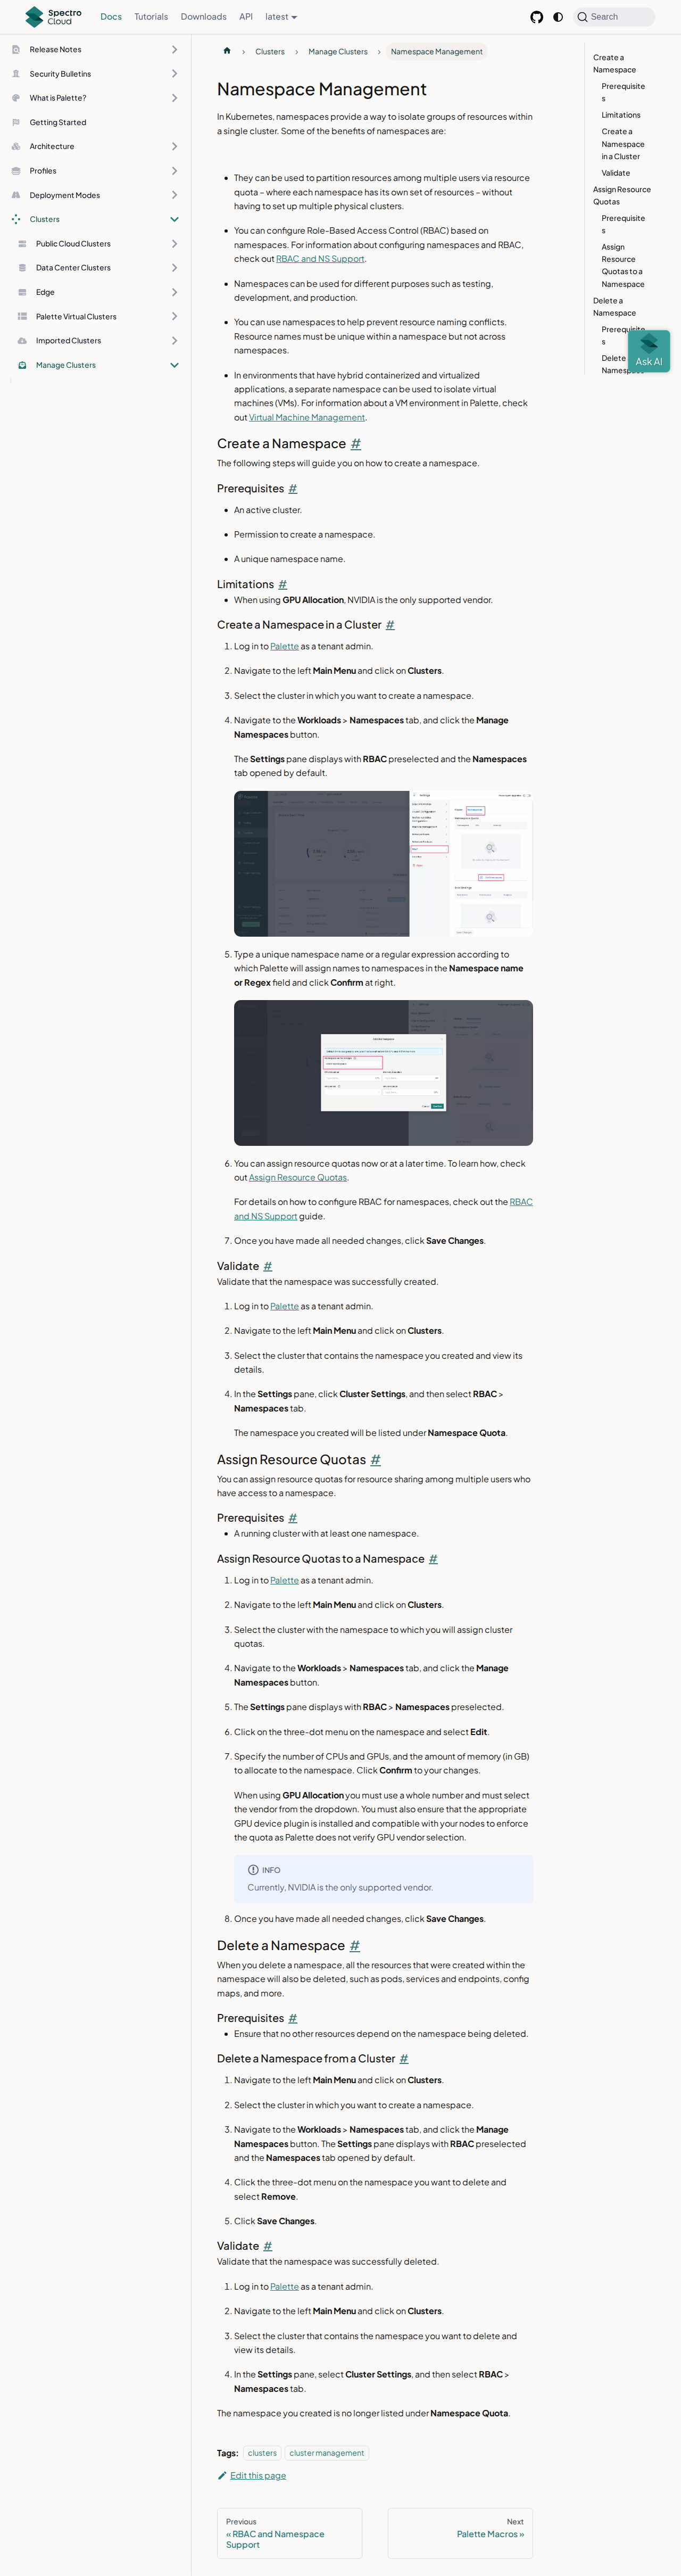 Spectro Cloud
Docs
Tutorials
Downloads
API
latest
Search
Release Notes
Security Bulletins
What is Palette?
Getting Started
Architecture
Profiles
Deployment Modes
Clusters
Public Cloud Clusters
Data Center Clusters
Edge
Palette Virtual Clusters
Imported Clusters
Manage Clusters
Clusters
Manage Clusters
Namespace Management
Namespace Management
In Kubernetes, namespaces provide a way to isolate groups of resources within
a single cluster. Some of the benefits of namespaces are:
They can be used to partition resources among multiple users via resource
quota – where each namespace has its own set of resources – without
having to set up multiple physical clusters.
You can configure Role-Based Access Control (RBAC) based on
namespaces. For information about configuring namespaces and RBAC,
check out RBAC and NS Support.
Namespaces can be used for different purposes such as testing,
development, and production.
You can use namespaces to help prevent resource naming conflicts.
Resource names must be unique within a namespace but not across
namespaces.
In environments that have hybrid containerized and virtualized
applications, a separate namespace can be used to isolate virtual
machines (VMs). For information about a VM environment in Palette, check
out Virtual Machine Management.
Create a Namespace #
The following steps will guide you on how to create a namespace.
Prerequisites #
An active cluster.
Permission to create a namespace.
A unique namespace name.
Limitations #
When using GPU Allocation, NVIDIA is the only supported vendor.
Create a Namespace in a Cluster #
1. Log in to Palette as a tenant admin.
2. Navigate to the left Main Menu and click on Clusters.
3. Select the cluster in which you want to create a namespace.
4. Navigate to the Workloads > Namespaces tab, and click the Manage
Namespaces button.
The Settings pane displays with RBAC preselected and the Namespaces
tab opened by default.
5. Type a unique namespace name or a regular expression according to
which Palette will assign names to namespaces in the Namespace name
or Regex field and click Confirm at right.
6. You can assign resource quotas now or at a later time. To learn how, check
out Assign Resource Quotas.
For details on how to configure RBAC for namespaces, check out the RBAC
and NS Support guide.
7. Once you have made all needed changes, click Save Changes.
Validate #
Validate that the namespace was successfully created.
1. Log in to Palette as a tenant admin.
2. Navigate to the left Main Menu and click on Clusters.
3. Select the cluster that contains the namespace you created and view its
details.
4. In the Settings pane, click Cluster Settings, and then select RBAC >
Namespaces tab.
The namespace you created will be listed under Namespace Quota.
Assign Resource Quotas #
You can assign resource quotas for resource sharing among multiple users who
have access to a namespace.
Prerequisites #
A running cluster with at least one namespace.
Assign Resource Quotas to a Namespace #
1. Log in to Palette as a tenant admin.
2. Navigate to the left Main Menu and click on Clusters.
3. Select the cluster with the namespace to which you will assign cluster
quotas.
4. Navigate to the Workloads > Namespaces tab, and click the Manage
Namespaces button.
5. The Settings pane displays with RBAC > Namespaces preselected.
6. Click on the three-dot menu on the namespace and select Edit.
7. Specify the number of CPUs and GPUs, and the amount of memory (in GB)
to allocate to the namespace. Click Confirm to your changes.
When using GPU Allocation you must use a whole number and must select
the vendor from the dropdown. You must also ensure that the appropriate
GPU device plugin is installed and compatible with your nodes to enforce
the quota as Palette does not verify GPU vendor selection.
INFO
Currently, NVIDIA is the only supported vendor.
8. Once you have made all needed changes, click Save Changes.
Delete a Namespace #
When you delete a namespace, all the resources that were created within the
namespace will also be deleted, such as pods, services and endpoints, config
maps, and more.
Prerequisites #
Ensure that no other resources depend on the namespace being deleted.
Delete a Namespace from a Cluster #
1. Navigate to the left Main Menu and click on Clusters.
2. Select the cluster in which you want to create a namespace.
3. Navigate to the Workloads > Namespaces tab, and click the Manage
Namespaces button. The Settings pane displays with RBAC preselected
and the Namespaces tab opened by default.
4. Click the three-dot menu on the namespace you want to delete and
select Remove.
5. Click Save Changes.
Validate #
Validate that the namespace was successfully deleted.
1. Log in to Palette as a tenant admin.
2. Navigate to the left Main Menu and click on Clusters.
3. Select the cluster that contains the namespace you want to delete and
view its details.
4. In the Settings pane, select Cluster Settings, and then select RBAC >
Namespaces tab.
The namespace you created is no longer listed under Namespace Quota.
Tags: clusters cluster management
Edit this page
Previous
« RBAC and Namespace
Support
Next
Palette Macros »
Create a
Namespace
Prerequisite
s
Limitations
Create a
Namespace
in a Cluster
Validate
Assign Resource
Quotas
Prerequisite
s
Assign
Resource
Quotas to a
Namespace
Delete a
Namespace
Prerequisite
s
Delete
Ask AI